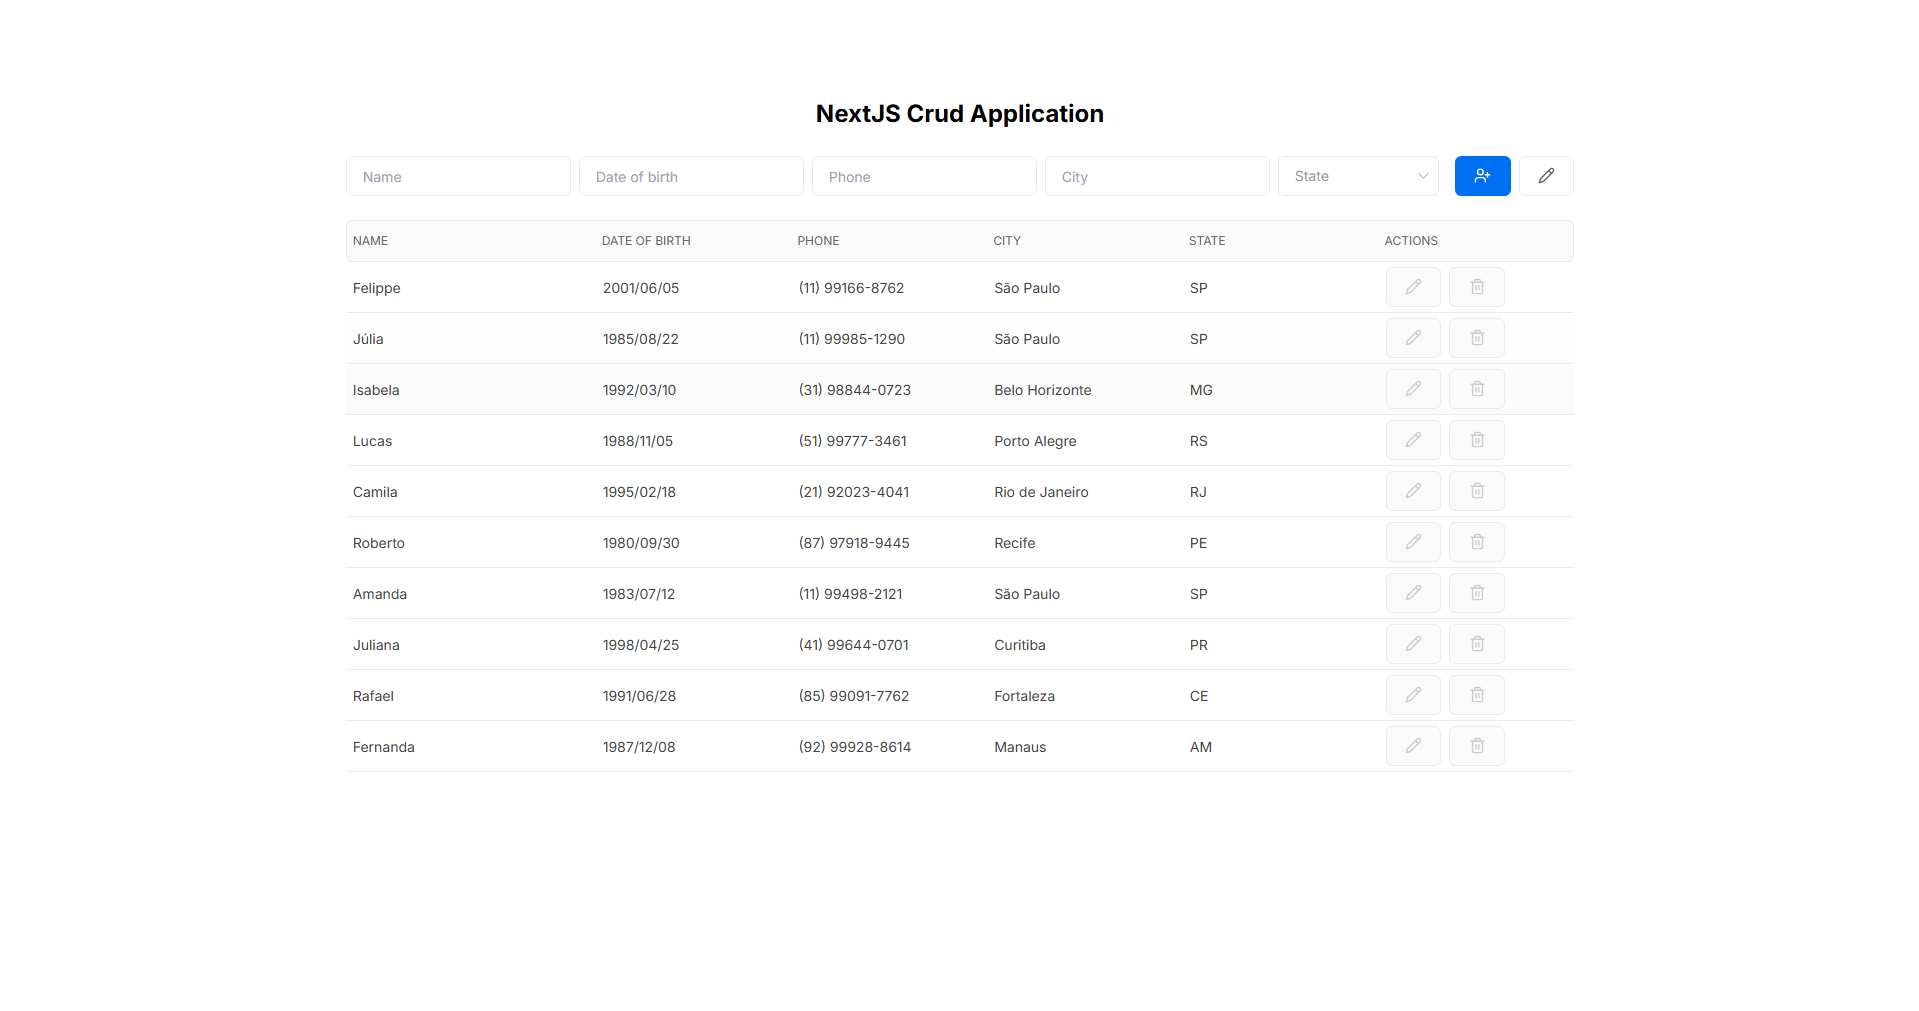 NextJS Crud Application
Name Date of birth Phone City State
NAME DATE OF BIRTH PHONE CITY STATE ACTIONS
Felippe 2001/06/05 (11) 99166-8762 São Paulo SP
Júlia 1985/08/22 (11) 99985-1290 São Paulo SP
Isabela 1992/03/10 (31) 98844-0723 Belo Horizonte MG
Lucas 1988/11/05 (51) 99777-3461 Porto Alegre RS
Camila 1995/02/18 (21) 92023-4041 Rio de Janeiro RJ
Roberto 1980/09/30 (87) 97918-9445 Recife PE
Amanda 1983/07/12 (11) 99498-2121 São Paulo SP
Juliana 1998/04/25 (41) 99644-0701 Curitiba PR
Rafael 1991/06/28 (85) 99091-7762 Fortaleza CE
Fernanda 1987/12/08 (92) 99928-8614 Manaus AM